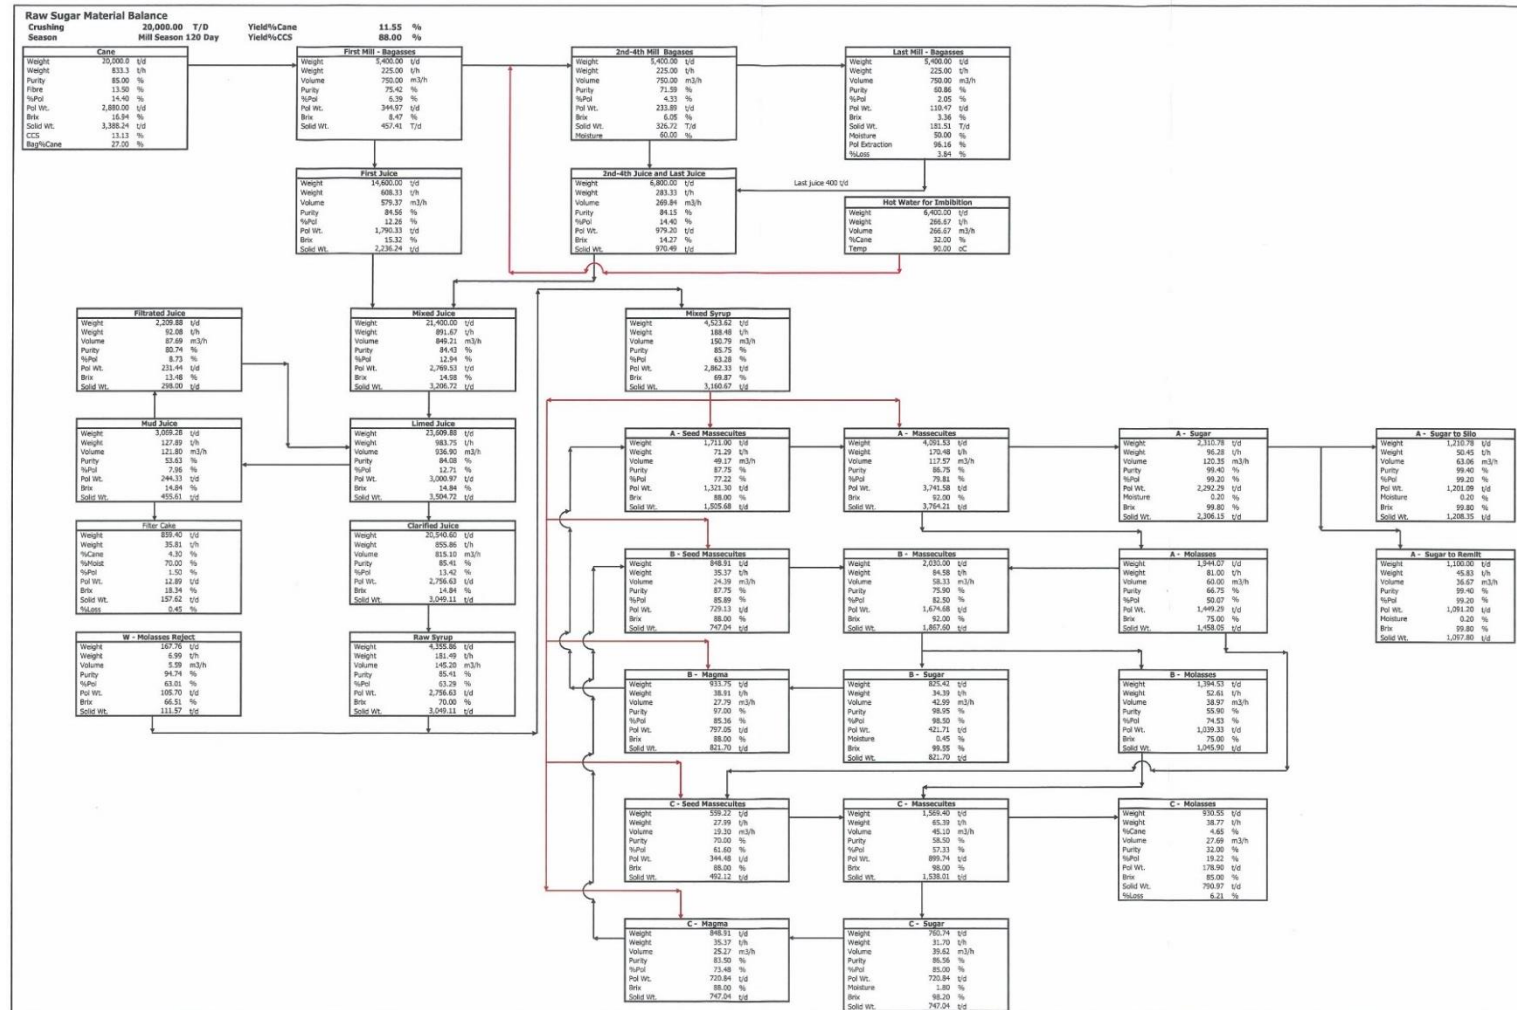 Raw Sugar Material Balance
Crushing 20,000.00 T/D Yield%Cane 11.55 %
Season Mill Season 120 Day Yield%CCS 88.00 %
Cane
Weight 20,000.0 t/d
Weight 833.3 t/h
Purity 85.00 %
Fibre 13.50 %
%Pol 14.40 %
Pol Wt. 2,880.00 t/d
Brix 16.94 %
Solid Wt. 3,388.24 t/d
CCS 13.13 %
Bag%Cane 27.00 %
First Mill - Bagasses
Weight 5,400.00 t/d
Weight 225.00 t/h
Volume 750.00 m3/h
Purity 75.42 %
%Pol 6.39 %
Pol Wt. 344.97 t/d
Brix 8.47 %
Solid Wt. 457.41 T/d
2nd-4th Mill Bagases
Weight 5,400.00 t/d
Weight 225.00 t/h
Volume 750.00 m3/h
Purity 71.59 %
%Pol 4.33 %
Pol Wt. 233.89 t/d
Brix 6.05 %
Solid Wt. 326.72 T/d
Moisture 60.00 %
Last Mill - Bagasses
Weight 5,400.00 t/d
Weight 225.00 t/h
Volume 750.00 m3/h
Purity 60.86 %
%Pol 2.05 %
Pol Wt. 110.47 t/d
Brix 3.36 %
Solid Wt. 181.51 T/d
Moisture 50.00 %
Pol Extraction 96.16 %
%Loss 3.84 %
First Juice
Weight 14,600.00 t/d
Weight 608.33 t/h
Volume 579.37 m3/h
Purity 84.56 %
%Pol 12.26 %
Pol Wt. 1,790.33 t/d
Brix 15.32 %
Solid Wt. 2,236.24 t/d
2nd-4th Juice and Last Juice
Weight 6,800.00 t/d
Weight 283.33 t/h
Volume 269.84 m3/h
Purity 84.15 %
%Pol 14.40 %
Pol Wt. 979.20 t/d
Brix 14.27 %
Solid Wt. 970.49 t/d
Last juice 400 t/d
Hot Water for Imbibition
Weight 6,400.00 t/d
Weight 266.67 t/h
Volume 266.67 m3/h
%Cane 32.00 %
Temp 90.00 oC
Filtrated Juice
Weight 2,209.88 t/d
Weight 92.08 t/h
Volume 87.69 m3/h
Purity 80.74 %
%Pol 8.73 %
Pol Wt. 231.44 t/d
Brix 13.48 %
Solid Wt. 298.00 t/d
Mixed Juice
Weight 21,400.00 t/d
Weight 891.67 t/h
Volume 849.21 m3/h
Purity 84.43 %
%Pol 12.94 %
Pol Wt. 2,769.53 t/d
Brix 14.98 %
Solid Wt. 3,206.72 t/d
Mixed Syrup
Weight 4,523.62 t/d
Weight 188.48 t/h
Volume 150.79 m3/h
Purity 85.75 %
%Pol 63.28 %
Pol Wt. 2,862.33 t/d
Brix 69.87 %
Solid Wt. 3,160.67 t/d
Mud Juice
Weight 3,069.28 t/d
Weight 127.89 t/h
Volume 121.80 m3/h
Purity 53.63 %
%Pol 7.96 %
Pol Wt. 244.33 t/d
Brix 14.84 %
Solid Wt. 455.61 t/d
Limed Juice
Weight 23,609.88 t/d
Weight 983.75 t/h
Volume 936.90 m3/h
Purity 84.08 %
%Pol 12.71 %
Pol Wt. 3,000.97 t/d
Brix 14.84 %
Solid Wt. 3,504.72 t/d
A - Seed Massecuites
Weight 1,711.00 t/d
Weight 71.29 t/h
Volume 49.17 m3/h
Purity 87.75 %
%Pol 77.22 %
Pol Wt. 1,321.30 t/d
Brix 88.00 %
Solid Wt. 1,505.68 t/d
A - Massecuites
Weight 4,091.53 t/d
Weight 170.48 t/h
Volume 117.57 m3/h
Purity 86.75 %
%Pol 79.81 %
Pol Wt. 3,741.58 t/d
Brix 92.00 %
Solid Wt. 3,764.21 t/d
A - Sugar
Weight 2,310.78 t/d
Weight 96.28 t/h
Volume 120.35 m3/h
Purity 99.40 %
%Pol 99.20 %
Pol Wt. 2,292.29 t/d
Moisture 0.20 %
Brix 99.80 %
Solid Wt. 2,306.15 t/d
A - Sugar to Silo
Weight 1,210.78 t/d
Weight 50.45 t/h
Volume 63.06 m3/h
Purity 99.40 %
%Pol 99.20 %
Pol Wt. 1,201.09 t/d
Moisture 0.20 %
Brix 99.80 %
Solid Wt. 1,208.35 t/d
Filter Cake
Weight 859.40 t/d
Weight 35.81 t/h
%Cane 4.30 %
%Moist 70.00 %
%Pol 1.50 %
Pol Wt. 12.89 t/d
Brix 18.34 %
Solid Wt. 157.62 t/d
%Loss 0.45 %
Clarified Juice
Weight 20,540.60 t/d
Weight 855.86 t/h
Volume 815.10 m3/h
Purity 85.41 %
%Pol 13.42 %
Pol Wt. 2,756.63 t/d
Brix 14.84 %
Solid Wt. 3,049.11 t/d
B - Seed Massecuites
Weight 848.91 t/d
Weight 35.37 t/h
Volume 24.39 m3/h
Purity 87.75 %
%Pol 85.89 %
Pol Wt. 729.13 t/d
Brix 88.00 %
Solid Wt. 747.04 t/d
B - Massecuites
Weight 2,030.00 t/d
Weight 84.58 t/h
Volume 58.33 m3/h
Purity 75.90 %
%Pol 82.50 %
Pol Wt. 1,674.68 t/d
Brix 92.00 %
Solid Wt. 1,867.60 t/d
A - Molasses
Weight 1,944.07 t/d
Weight 81.00 t/h
Volume 60.00 m3/h
Purity 66.75 %
%Pol 50.07 %
Pol Wt. 1,449.29 t/d
Brix 75.00 %
Solid Wt. 1,458.05 t/d
A - Sugar to Remilt
Weight 1,100.00 t/d
Weight 45.83 t/h
Volume 36.67 m3/h
Purity 99.40 %
%Pol 99.20 %
Pol Wt. 1,091.20 t/d
Moisture 0.20 %
Brix 99.80 %
Solid Wt. 1,097.80 t/d
W - Molasses Reject
Weight 167.76 t/d
Weight 6.99 t/h
Volume 5.59 m3/h
Purity 94.74 %
%Pol 63.01 %
Pol Wt. 105.70 t/d
Brix 66.51 %
Solid Wt. 111.57 t/d
Raw Syrup
Weight 4,355.86 t/d
Weight 181.49 t/h
Volume 145.20 m3/h
Purity 85.41 %
%Pol 63.29 %
Pol Wt. 2,756.63 t/d
Brix 70.00 %
Solid Wt. 3,049.11 t/d
B - Magma
Weight 933.75 t/d
Weight 38.91 t/h
Volume 27.79 m3/h
Purity 97.00 %
%Pol 85.36 %
Pol Wt. 757.05 t/d
Brix 88.00 %
Solid Wt. 821.70 t/d
B - Sugar
Weight 825.42 t/d
Weight 34.39 t/h
Volume 42.99 m3/h
Purity 98.95 %
%Pol 98.50 %
Pol Wt. 421.71 t/d
Moisture 0.45 %
Brix 99.55 %
Solid Wt. 821.70 t/d
B - Molasses
Weight 1,394.53 t/d
Weight 52.61 t/h
Volume 38.97 m3/h
Purity 55.90 %
%Pol 74.53 %
Pol Wt. 1,039.33 t/d
Brix 75.00 %
Solid Wt. 1,045.90 t/d
C - Seed Massecuites
Weight 559.22 t/d
Weight 27.99 t/h
Volume 19.30 m3/h
Purity 70.00 %
%Pol 61.60 %
Pol Wt. 344.48 t/d
Brix 88.00 %
Solid Wt. 492.12 t/d
C - Massecuites
Weight 1,569.40 t/d
Weight 65.39 t/h
Volume 45.10 m3/h
Purity 58.50 %
%Pol 57.33 %
Pol Wt. 899.74 t/d
Brix 98.00 %
Solid Wt. 1,538.01 t/d
C - Molasses
Weight 930.55 t/d
Weight 38.77 t/h
%Cane 4.65 %
Volume 27.69 m3/h
Purity 32.00 %
%Pol 19.22 %
Pol Wt. 178.90 t/d
Brix 85.00 %
Solid Wt. 790.97 t/d
%Loss 6.21 %
C - Magma
Weight 848.91 t/d
Weight 35.37 t/h
Volume 25.27 m3/h
Purity 83.50 %
%Pol 73.48 %
Pol Wt. 720.84 t/d
Brix 88.00 %
Solid Wt. 747.04 t/d
C - Sugar
Weight 760.74 t/d
Weight 31.70 t/h
Volume 39.62 m3/h
Purity 86.56 %
%Pol 85.00 %
Pol Wt. 720.84 t/d
Moisture 1.80 %
Brix 98.20 %
Solid Wt. 747.04 t/d